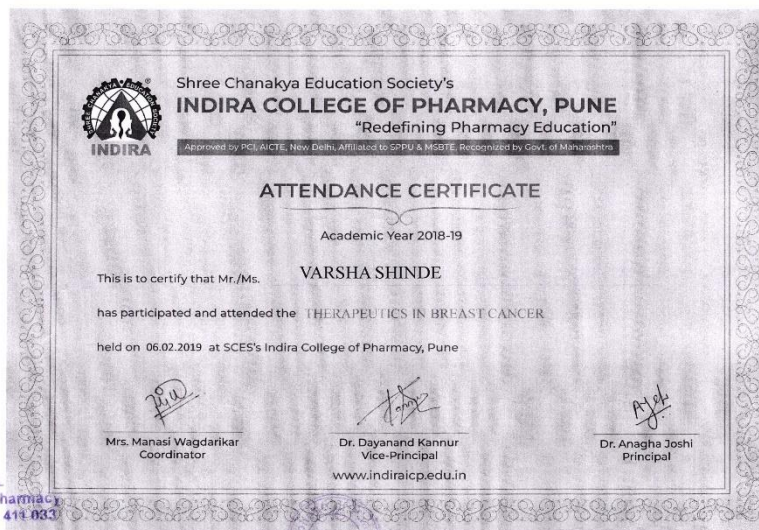 Shree Chanakya Education Society's
INDIRA COLLEGE OF PHARMACY, PUNE
"Redefining Pharmacy Education"
Approved by PCI, AICTE, New Delhi, Affiliated to SPPU & MSBTE, Recognized by Govt. of Maharashtra
SHREE CHANAKYA EDUCATION SOCIETY
®
INDIRA
ATTENDANCE CERTIFICATE
Academic Year 2018-19
This is to certify that Mr./Ms. VARSHA SHINDE
has participated and attended the THERAPEUTICS IN BREAST CANCER
held on 06.02.2019 at SCES's Indira College of Pharmacy, Pune
Mrs. Manasi Wagdarikar
Coordinator
Dr. Dayanand Kannur
Vice-Principal
Dr. Anagha Joshi
Principal
www.indiraicp.edu.in
harmacy
411 033